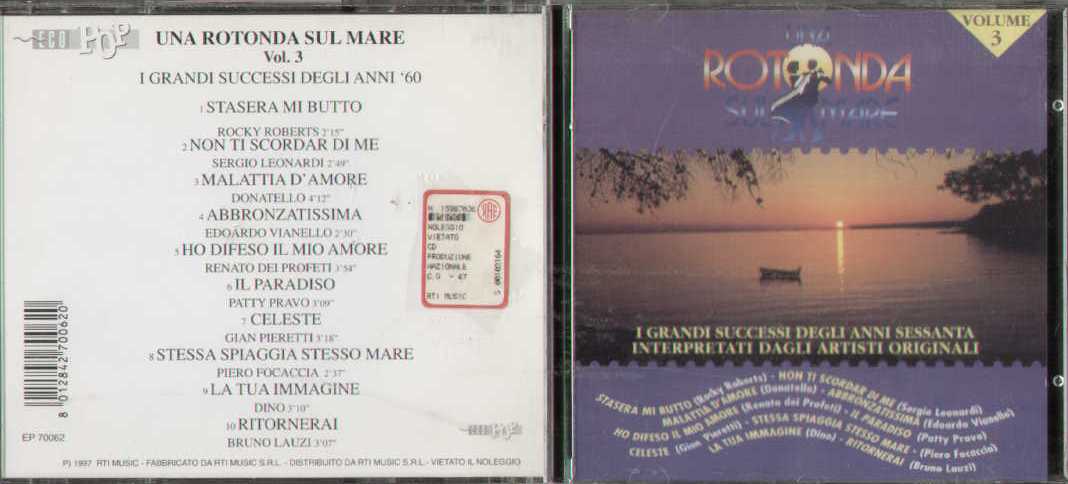 ECO POP
UNA ROTONDA SUL MARE
Vol. 3
I GRANDI SUCCESSI DEGLI ANNI '60
1 STASERA MI BUTTO
ROCKY ROBERTS 2'15"
2 NON TI SCORDAR DI ME
SERGIO LEONARDI 2'49"
3 MALATTIA D'AMORE
DONATELLO 4'12"
4 ABBRONZATISSIMA
EDOARDO VIANELLO 2'30"
5 HO DIFESO IL MIO AMORE
RENATO DEI PROFETI 3'54"
6 IL PARADISO
PATTY PRAVO 3'09"
7 CELESTE
GIAN PIERETTI 3'18"
8 STESSA SPIAGGIA STESSO MARE
PIERO FOCACCIA 2'37"
9 LA TUA IMMAGINE
DINO 3'10"
10 RITORNERAI
BRUNO LAUZI 3'07"
ECO POP
8 012842 700620
EP 70062
P) 1997 RTI MUSIC - FABBRICATO DA RTI MUSIC S.R.L. - DISTRIBUITO DA RTI MUSIC S.R.L. - VIETATO IL NOLEGGIO
NOLEGGIO
VIETATO
CD
PRODUZIONE
NAZIONALE
C.G - 47
RTI MUSIC
VOLUME
3
UNA
ROTONDA
SUL MARE
I GRANDI SUCCESSI DEGLI ANNI SESSANTA
INTERPRETATI DAGLI ARTISTI ORIGINALI
STASERA MI BUTTO (Rocky Roberts) - NON TI SCORDAR DI ME (Sergio Leonardi)
MALATTIA D'AMORE (Donatello) - ABBRONZATISSIMA (Edoardo Vianello)
HO DIFESO IL MIO AMORE (Renato dei Profeti) - IL PARADISO (Patty Pravo)
CELESTE (Gian Pieretti) - STESSA SPIAGGIA STESSO MARE - (Piero Focaccia)
LA TUA IMMAGINE (Dino) - RITORNERAI (Bruno Lauzi)